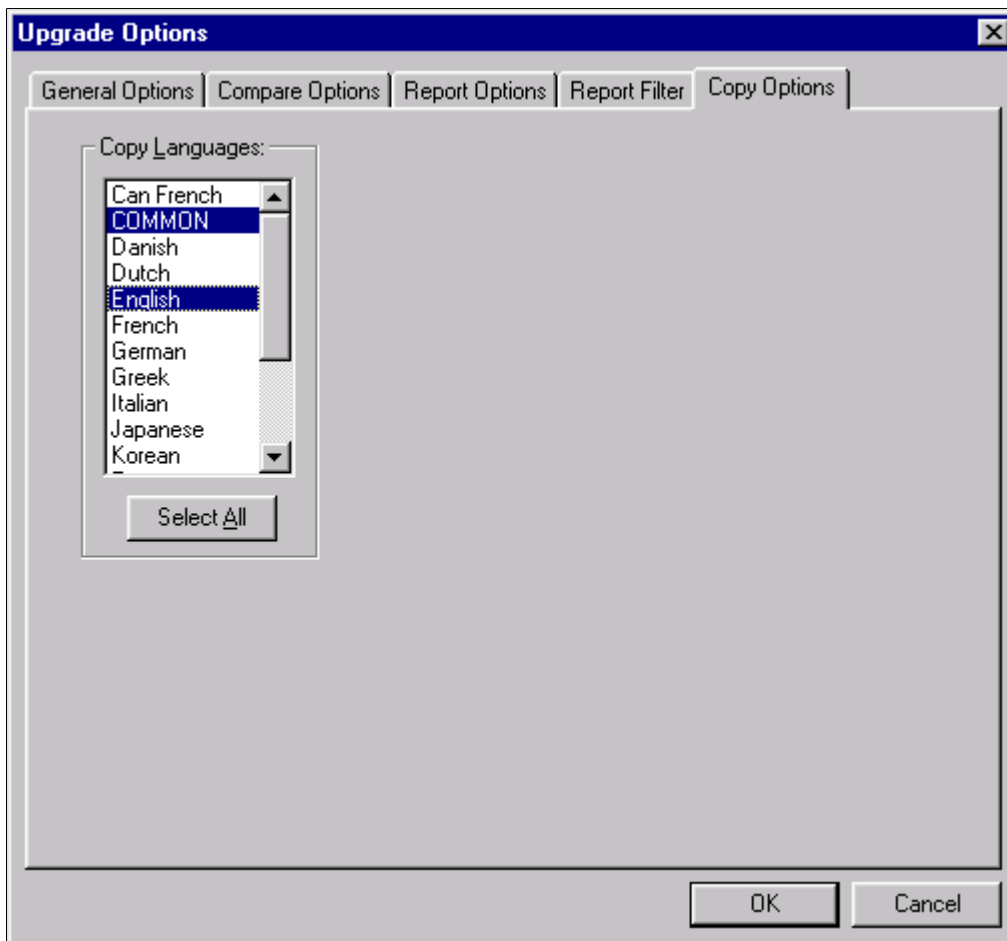 Upgrade Options
General Options Compare Options Report Options Report Filter Copy Options
Copy Languages:
Can French
COMMON
Danish
Dutch
English
French
German
Greek
Italian
Japanese
Korean
Select All
OK Cancel